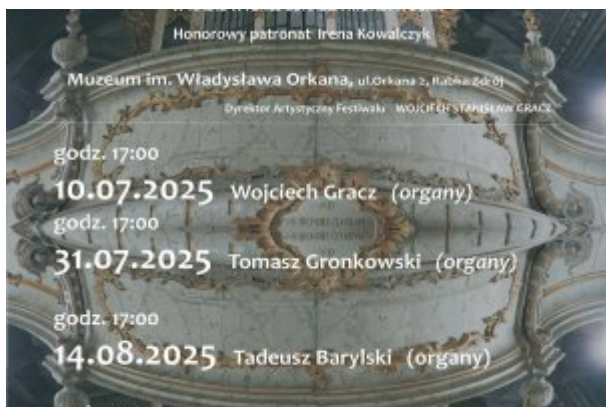 Honorowy patronat Irena Kowalczyk
Muzeum im. Władysława Orkana, ul.Orkana 2, Rabka Zdrój
Dyrektor Artystyczny Festiwalu WOJCIECH STANISŁAW GRACZ
godz. 17:00
10.07.2025 Wojciech Gracz (organy)
godz. 17:00
31.07.2025 Tomasz Gronkowski (organy)
godz. 17:00
14.08.2025 Tadeusz Barylski (organy)